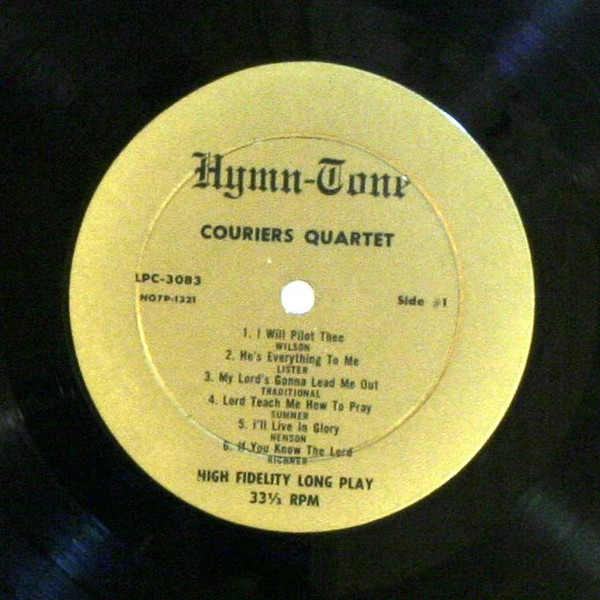 Hymn-Tone
COURIERS QUARTET
LPC-3083
NO7P-1321
Side #1
1. I Will Pilot Thee
WILSON
2. He's Everything To Me
LISTER
3. My Lord's Gonna Lead Me Out
TRADITIONAL
4. Lord Teach Me How To Pray
SUMNER
5. I'll Live In Glory
HENSON
6. If You Know The Lord
KICHNER
HIGH FIDELITY LONG PLAY
33⅓ RPM